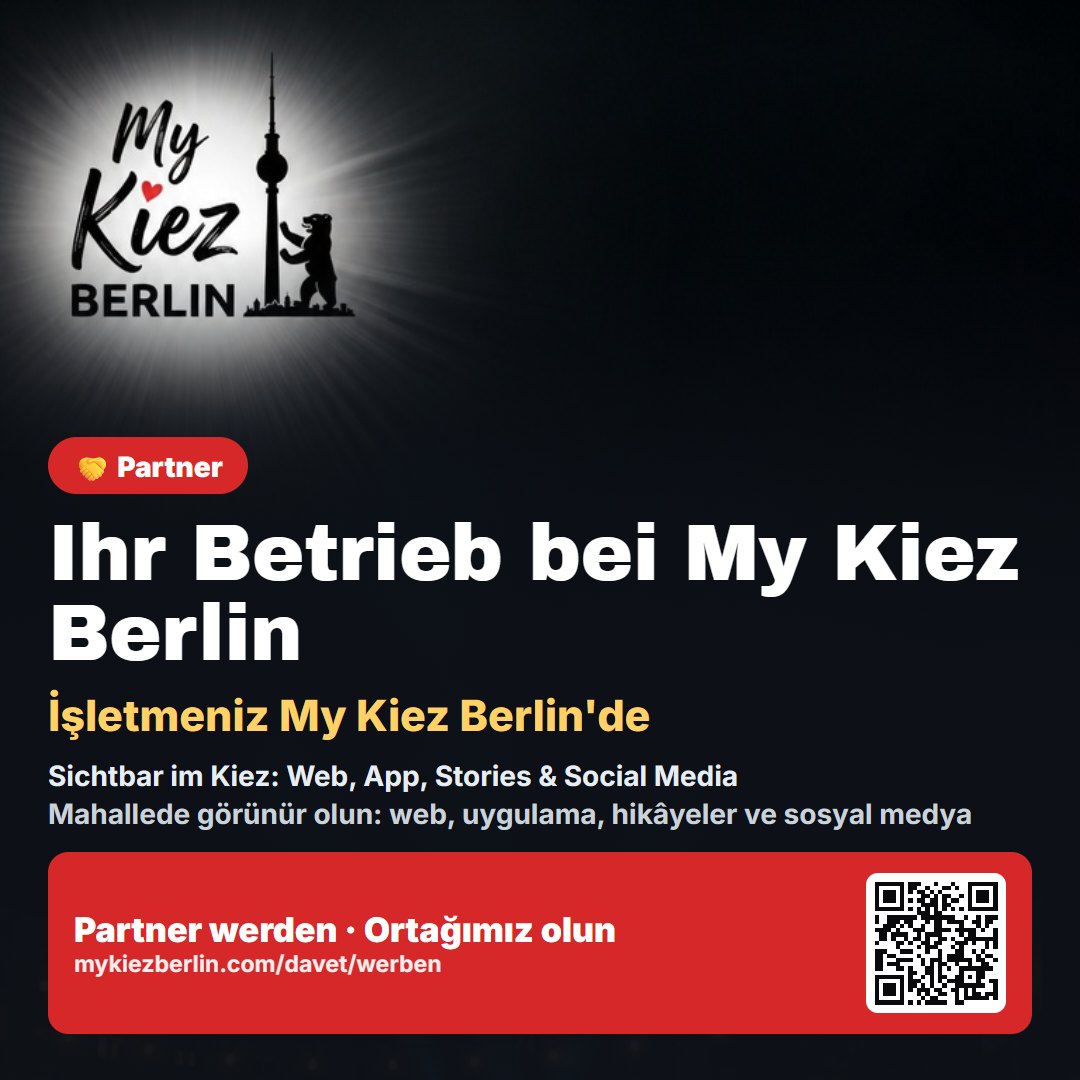 My
Kiez
BERLIN
🤝 Partner
Ihr Betrieb bei My Kiez
Berlin
İşletmeniz My Kiez Berlin'de
Sichtbar im Kiez: Web, App, Stories & Social Media
Mahallede görünür olun: web, uygulama, hikâyeler ve sosyal medya
Partner werden · Ortağımız olun
mykiezberlin.com/davet/werben